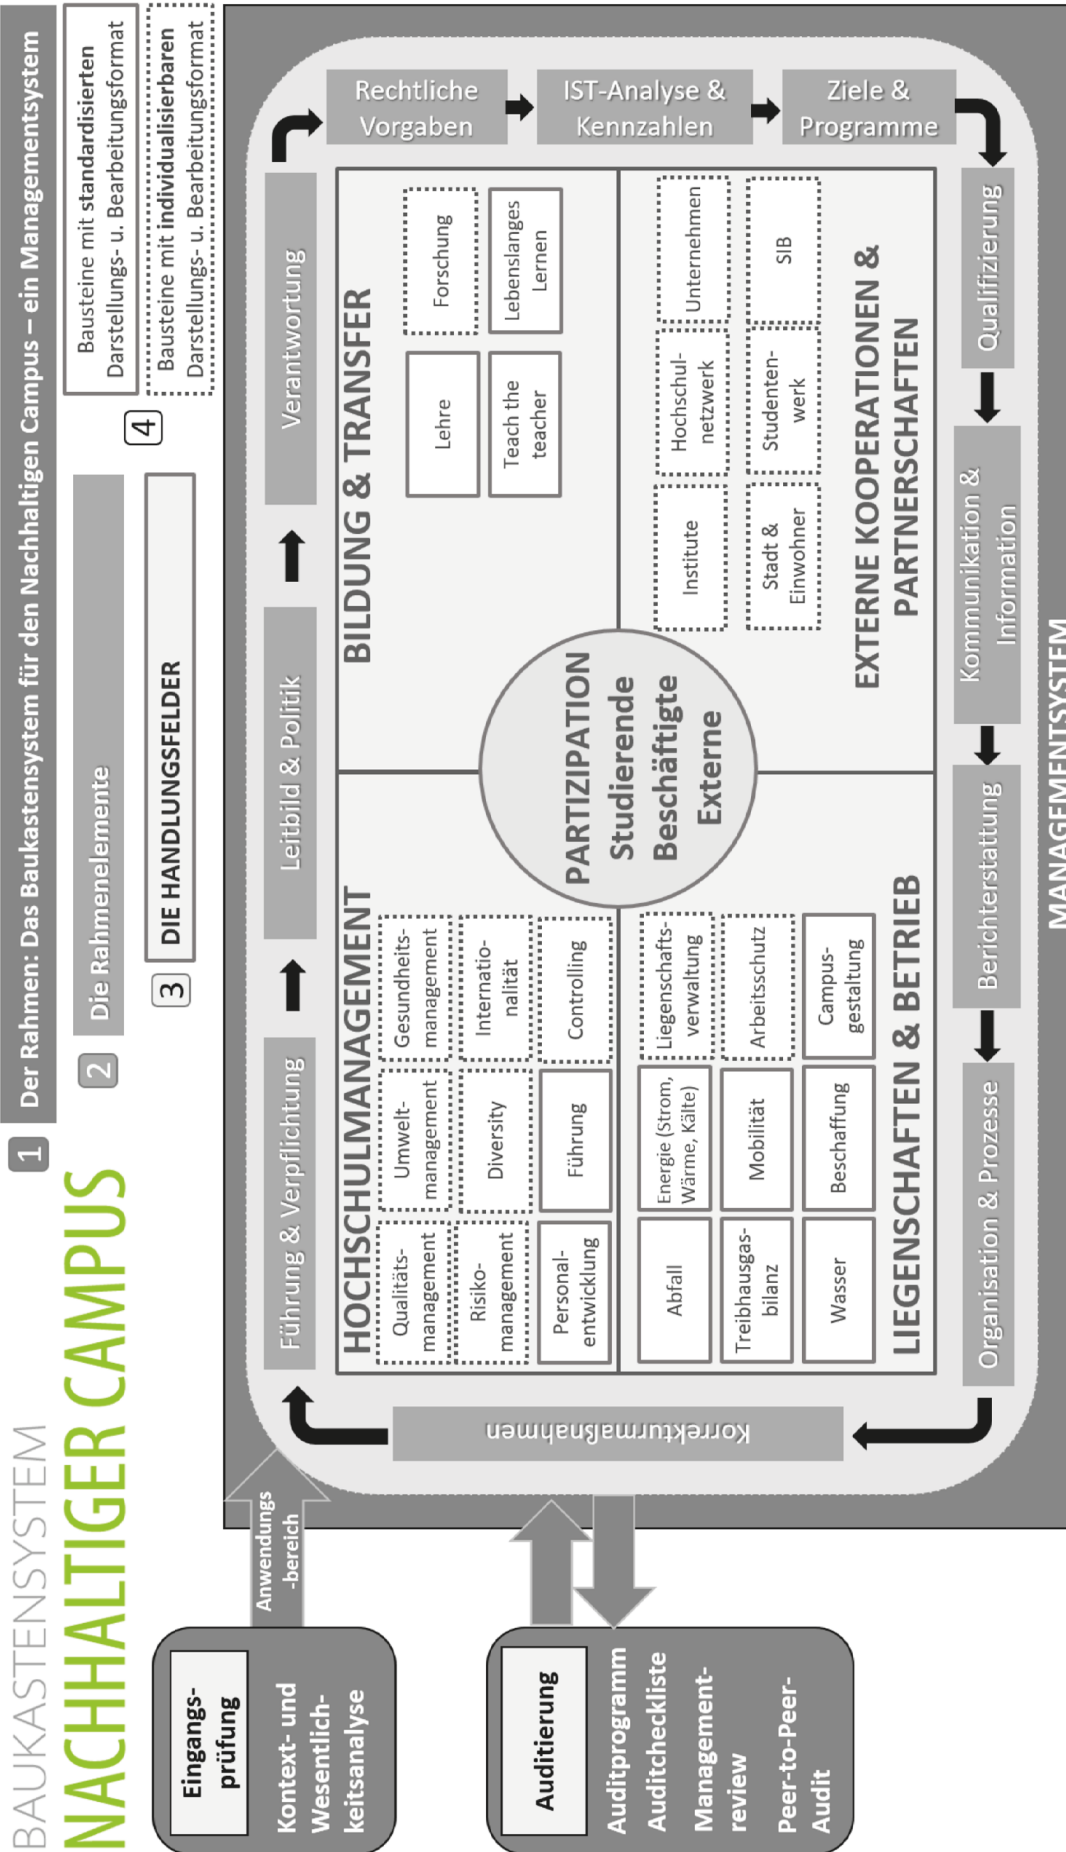 BAUKASTENSYSTEM
NACHHALTIGER CAMPUS
1
Der Rahmen: Das Baukastensystem für den Nachhaltigen Campus – ein Managementsystem
2
Die Rahmenelemente
3
DIE HANDLUNGSFELDER
4
Bausteine mit standardisierten
Darstellungs- u. Bearbeitungsformat
Bausteine mit individualisierbaren
Darstellungs- u. Bearbeitungsformat
Eingangs-
prüfung
Kontext- und
Wesentlich-
keitsanalyse
Anwendungs
-bereich
Auditierung
Auditprogramm
Auditcheckliste
Management-
review
Peer-to-Peer-
Audit
Führung & Verpflichtung
Leitbild & Politik
Verantwortung
Rechtliche
Vorgaben
IST-Analyse &
Kennzahlen
Ziele &
Programme
Qualifizierung
Kommunikation &
Information
Berichterstattung
Organisation & Prozesse
Korrekturmaßnahmen
HOCHSCHULMANAGEMENT
Qualitäts-
management
Umwelt-
management
Gesundheits-
management
Risiko-
management
Diversity
Internatio-
nalität
Personal-
entwicklung
Führung
Controlling
BILDUNG & TRANSFER
Lehre
Forschung
Teach the
teacher
Lebenslanges
Lernen
PARTIZIPATION
Studierende
Beschäftigte
Externe
Abfall
Energie (Strom,
Wärme, Kälte)
Liegenschafts-
verwaltung
Treibhausgas-
bilanz
Mobilität
Arbeitsschutz
Wasser
Beschaffung
Campus-
gestaltung
LIEGENSCHAFTEN & BETRIEB
Institute
Hochschul-
netzwerk
Unternehmen
Stadt &
Einwohner
Studenten-
werk
SIB
EXTERNE KOOPERATIONEN &
PARTNERSCHAFTEN
MANAGEMENTSYSTEM